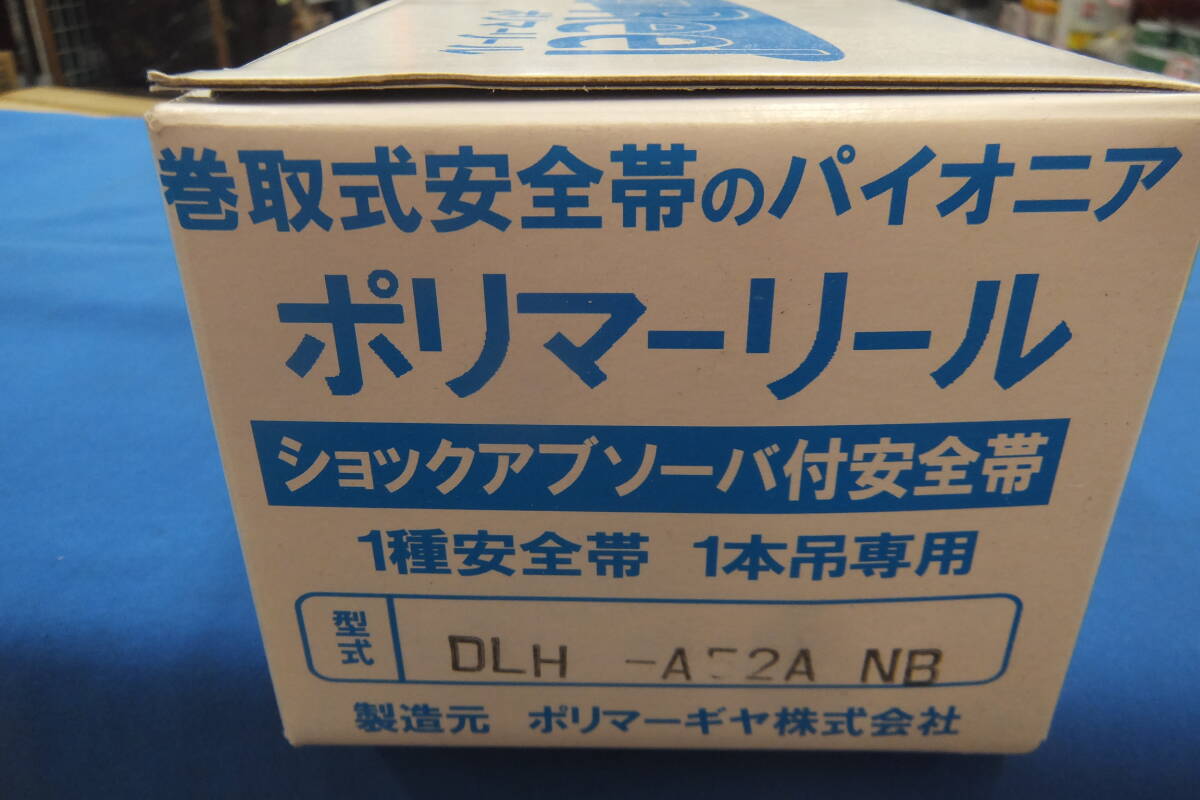 巻取式安全帯のパイオニア
ポリマーリール
ショックアブソーバ付安全帯
1種安全帯 1本吊専用
型式 DLH -A52A NB
製造元 ポリマーギヤ株式会社